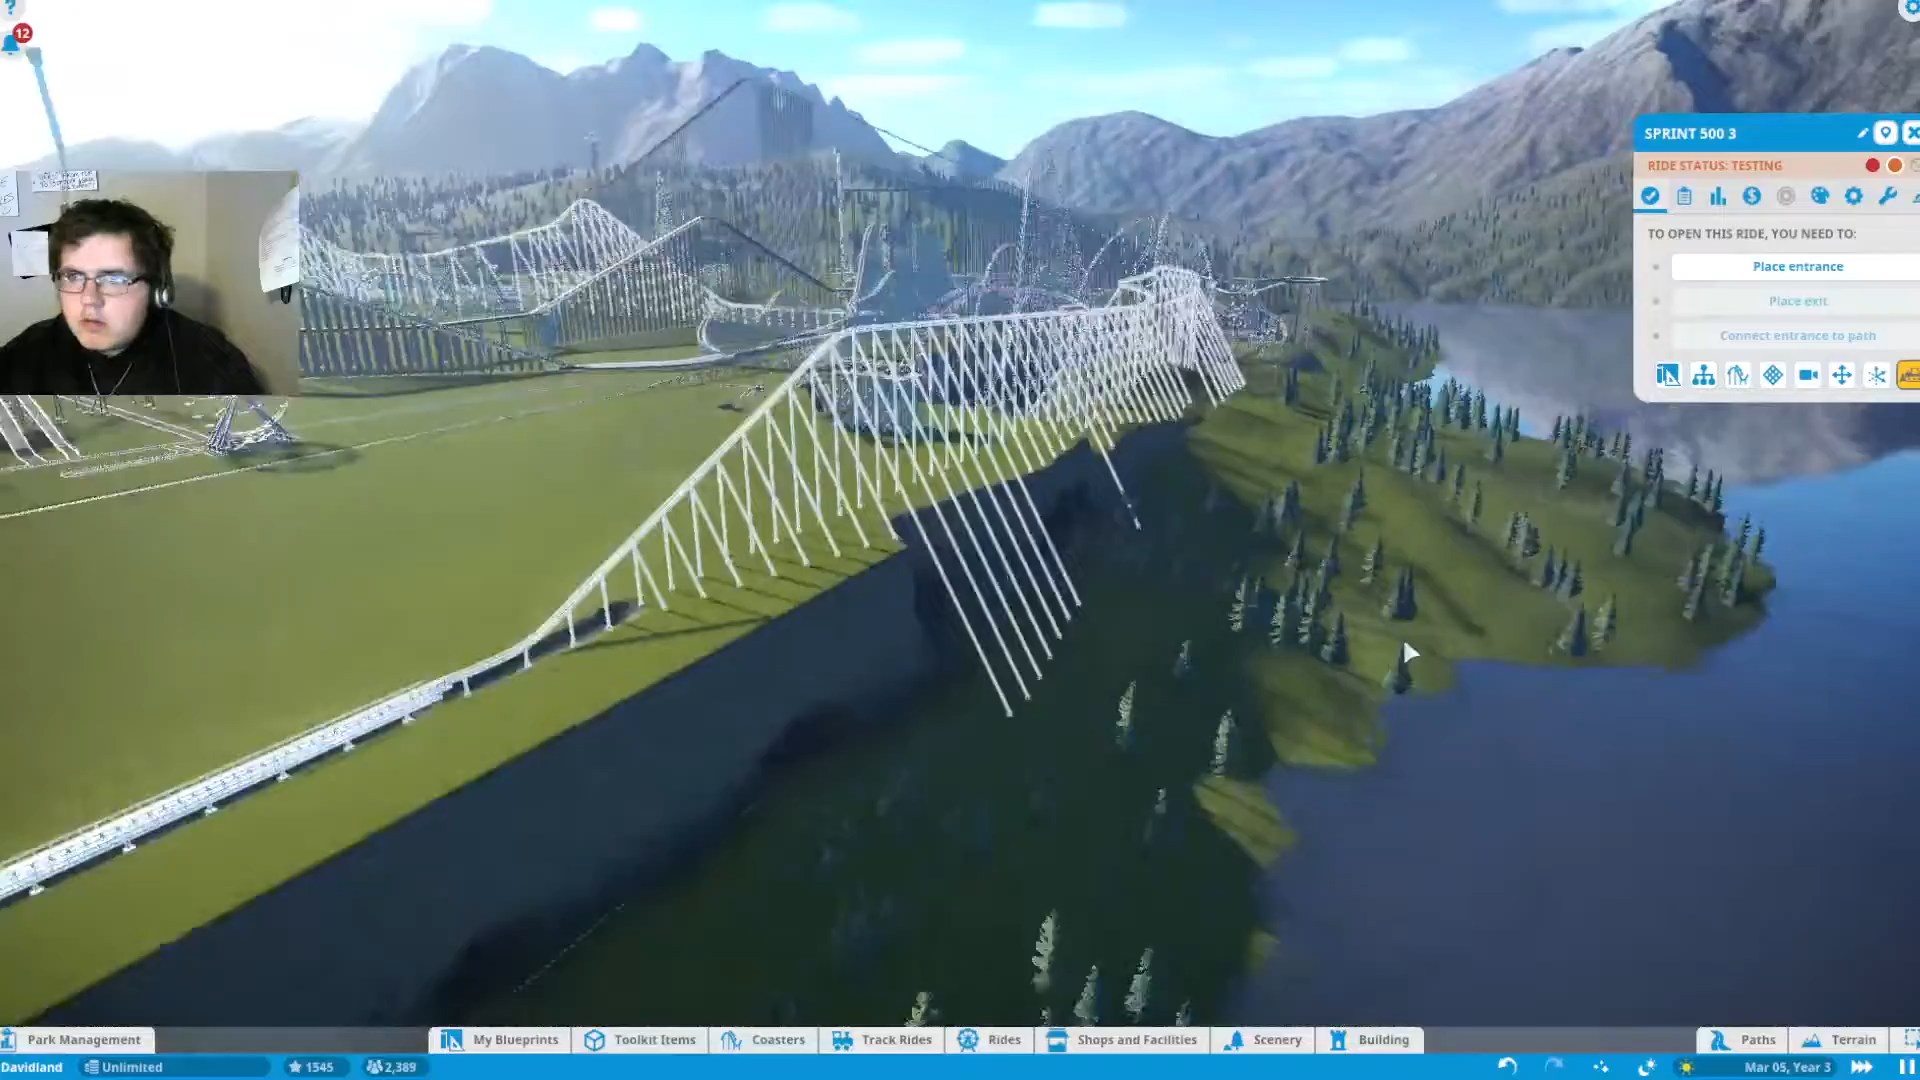 ?
12
SPRINT 500 3
RIDE STATUS: TESTING
TO OPEN THIS RIDE, YOU NEED TO:
Place entrance
Place exit
Connect entrance to path
Park Management
My Blueprints
Toolkit Items
Coasters
Track Rides
Rides
Shops and Facilities
Scenery
Building
Paths
Terrain
Davidland
Unlimited
1545
2,389
Mar 05, Year 3